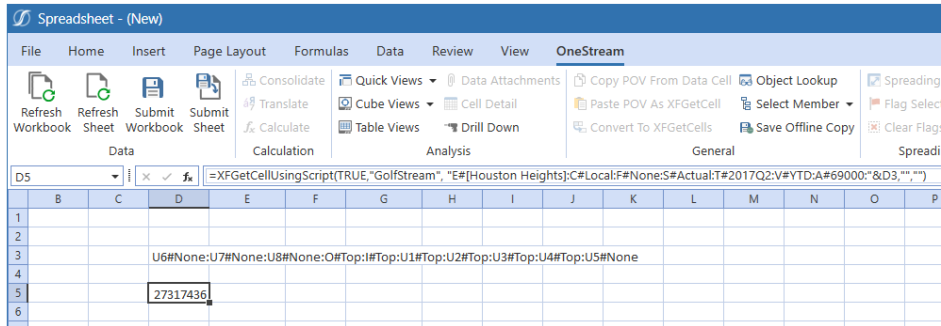 Spreadsheet - (New)
File Home Insert Page Layout Formulas Data Review View OneStream
Refresh Workbook
Refresh Sheet
Submit Workbook
Submit Sheet
Data
Consolidate
Translate
Calculate
Calculation
Quick Views
Cube Views
Table Views
Data Attachments
Cell Detail
Drill Down
Analysis
Copy POV From Data Cell
Paste POV As XFGetCell
Convert To XFGetCells
Object Lookup
Select Member
Save Offline Copy
General
Spreading
Flag Selec
Clear Flags
Spreadi
D5
fx
=XFGetCellUsingScript(TRUE,"GolfStream", "E#[Houston Heights]:C#Local:F#None:S#Actual:T#2017Q2:V#YTD:A#69000:"&D3,"","")
B C D E F G H I J K L M N O P
1
2
3 U6#None:U7#None:U8#None:O#Top:I#Top:U1#Top:U2#Top:U3#Top:U4#Top:U5#None
4
5 27317436
6